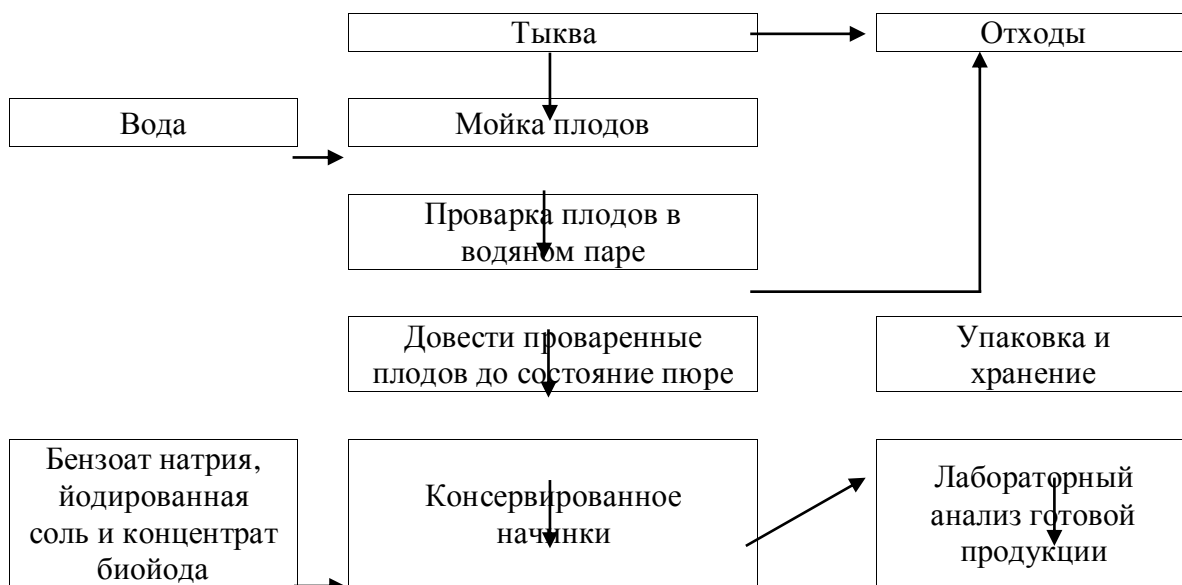 Тыква
Отходы
Вода
Мойка плодов
Проварка плодов в
водяном паре
Довести проваренные
плодов до состояние пюре
Упаковка и
хранение
Бензоат натрия,
йодированная
соль и концентрат
биойода
Консервированное
начинки
Лабораторный
анализ готовой
продукции